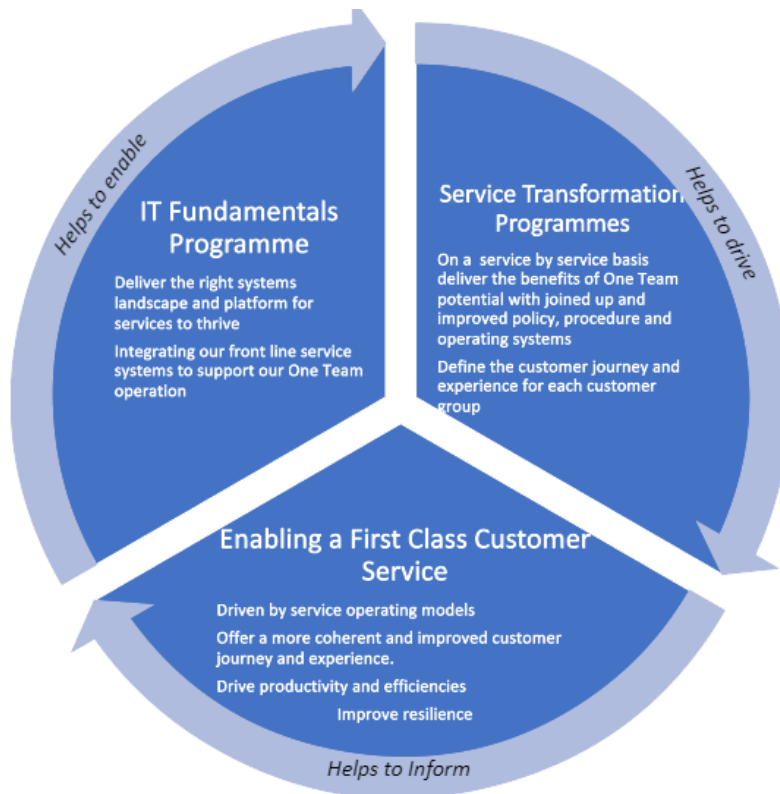 Helps to enable
IT Fundamentals
Programme
Deliver the right systems
landscape and platform for
services to thrive
Integrating our front line service
systems to support our One Team
operation
Service Transformation
Programmes
On a service by service basis
deliver the benefits of One Team
potential with joined up and
improved policy, procedure and
operating systems
Define the customer journey and
experience for each customer
group
Helps to drive
Enabling a First Class Customer
Service
Driven by service operating models
Offer a more coherent and improved customer
journey and experience.
Drive productivity and efficiencies
Improve resilience
Helps to Inform